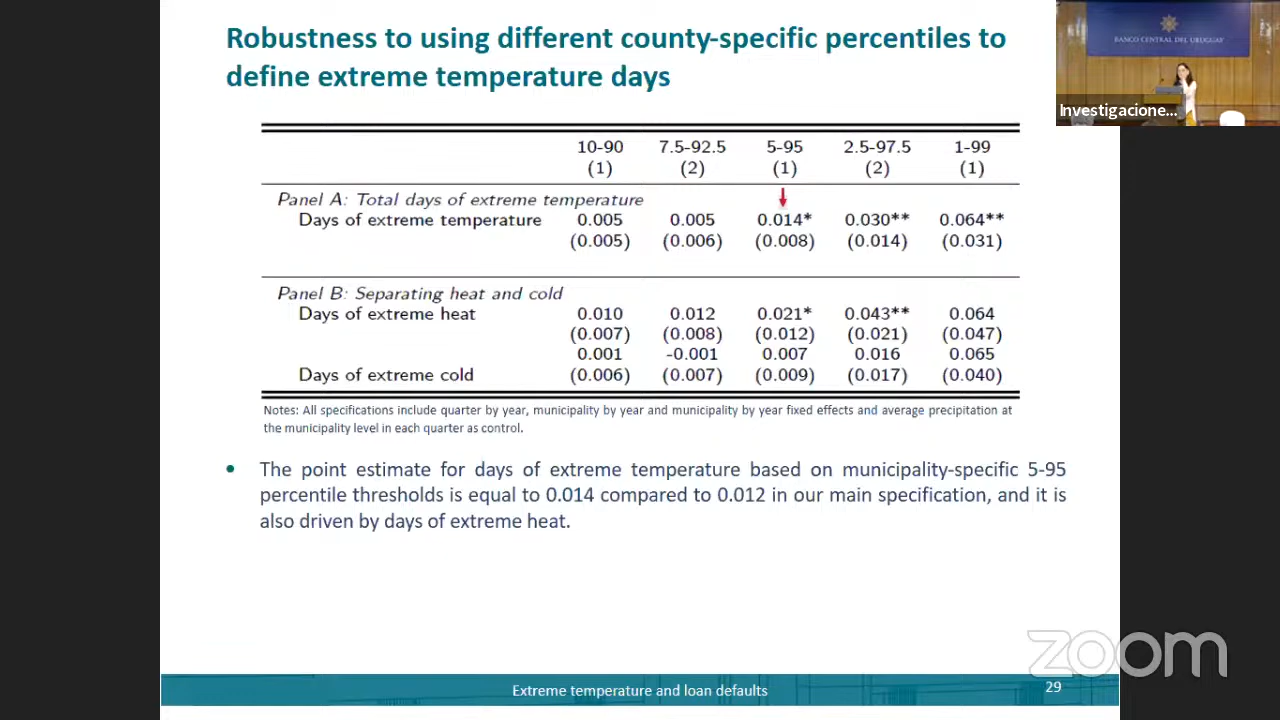 Robustness to using different county-specific percentiles to
define extreme temperature days
BANCO CENTRAL DEL URUGUAY
Investigacione...
10-90 7.5-92.5 5-95 2.5-97.5 1-99
(1) (2) (1) (2) (1)
Panel A: Total days of extreme temperature
Days of extreme temperature 0.005 0.005 0.014* 0.030** 0.064**
(0.005) (0.006) (0.008) (0.014) (0.031)
Panel B: Separating heat and cold
Days of extreme heat 0.010 0.012 0.021* 0.043** 0.064
(0.007) (0.008) (0.012) (0.021) (0.047)
0.001 -0.001 0.007 0.016 0.065
Days of extreme cold (0.006) (0.007) (0.009) (0.017) (0.040)
Notes: All specifications include quarter by year, municipality by year and municipality by year fixed effects and average precipitation at
the municipality level in each quarter as control.
• The point estimate for days of extreme temperature based on municipality-specific 5-95
percentile thresholds is equal to 0.014 compared to 0.012 in our main specification, and it is
also driven by days of extreme heat.
zoom
Extreme temperature and loan defaults
29